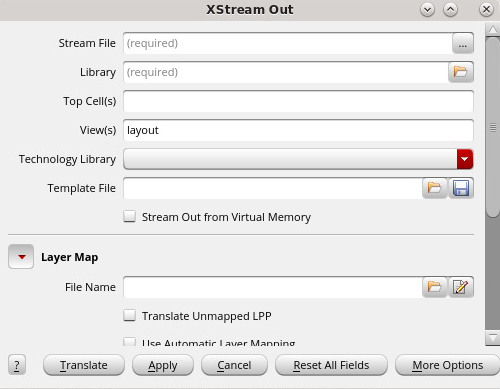 XStream Out
Stream File (required) ...
Library (required)
Top Cell(s)
View(s) layout
Technology Library
Template File
Stream Out from Virtual Memory
Layer Map
File Name
Translate Unmapped LPP
Use Automatic Layer Mapping
? Translate Apply Cancel Reset All Fields More Options